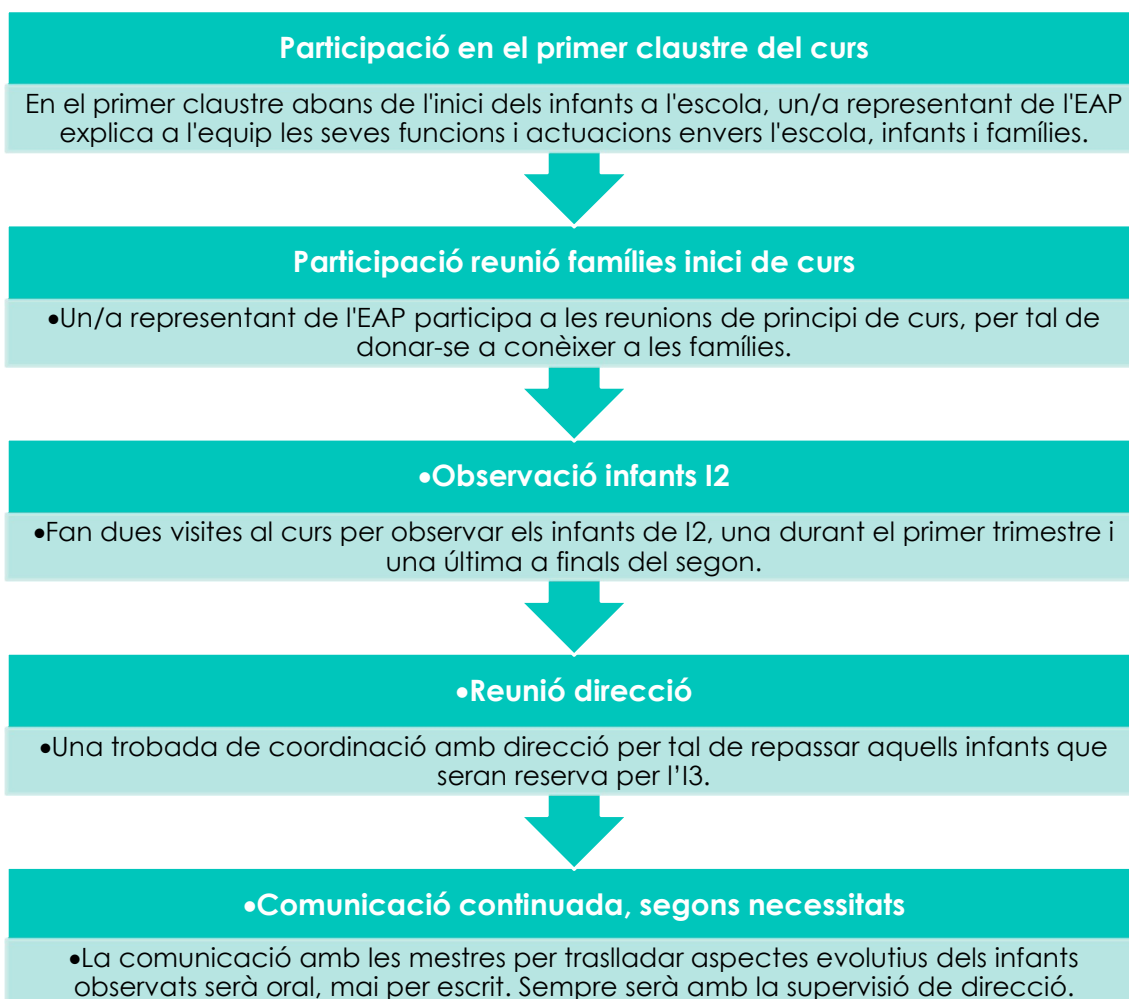 Participació en el primer claustre del curs
En el primer claustre abans de l'inici dels infants a l'escola, un/a representant de l'EAP
explica a l'equip les seves funcions i actuacions envers l'escola, infants i famílies.
Participació reunió famílies inici de curs
•Un/a representant de l'EAP participa a les reunions de principi de curs, per tal de
donar-se a conèixer a les famílies.
•Observació infants I2
•Fan dues visites al curs per observar els infants de I2, una durant el primer trimestre i
una última a finals del segon.
•Reunió direcció
•Una trobada de coordinació amb direcció per tal de repassar aquells infants que
seran reserva per l’I3.
•Comunicació continuada, segons necessitats
•La comunicació amb les mestres per traslladar aspectes evolutius dels infants
observats serà oral, mai per escrit. Sempre serà amb la supervisió de direcció.